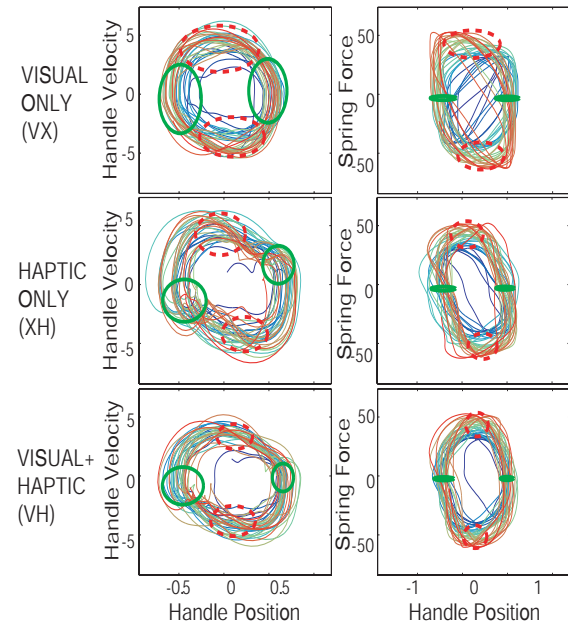 VISUAL
ONLY
(VX)
Handle Velocity
5
0
-5
Spring Force
50
0
-50
HAPTIC
ONLY
(XH)
Handle Velocity
5
0
-5
Spring Force
50
0
-50
VISUAL+
HAPTIC
(VH)
Handle Velocity
5
0
-5
Spring Force
50
0
-50
-0.5 0 0.5
Handle Position
-1 0 1
Handle Position